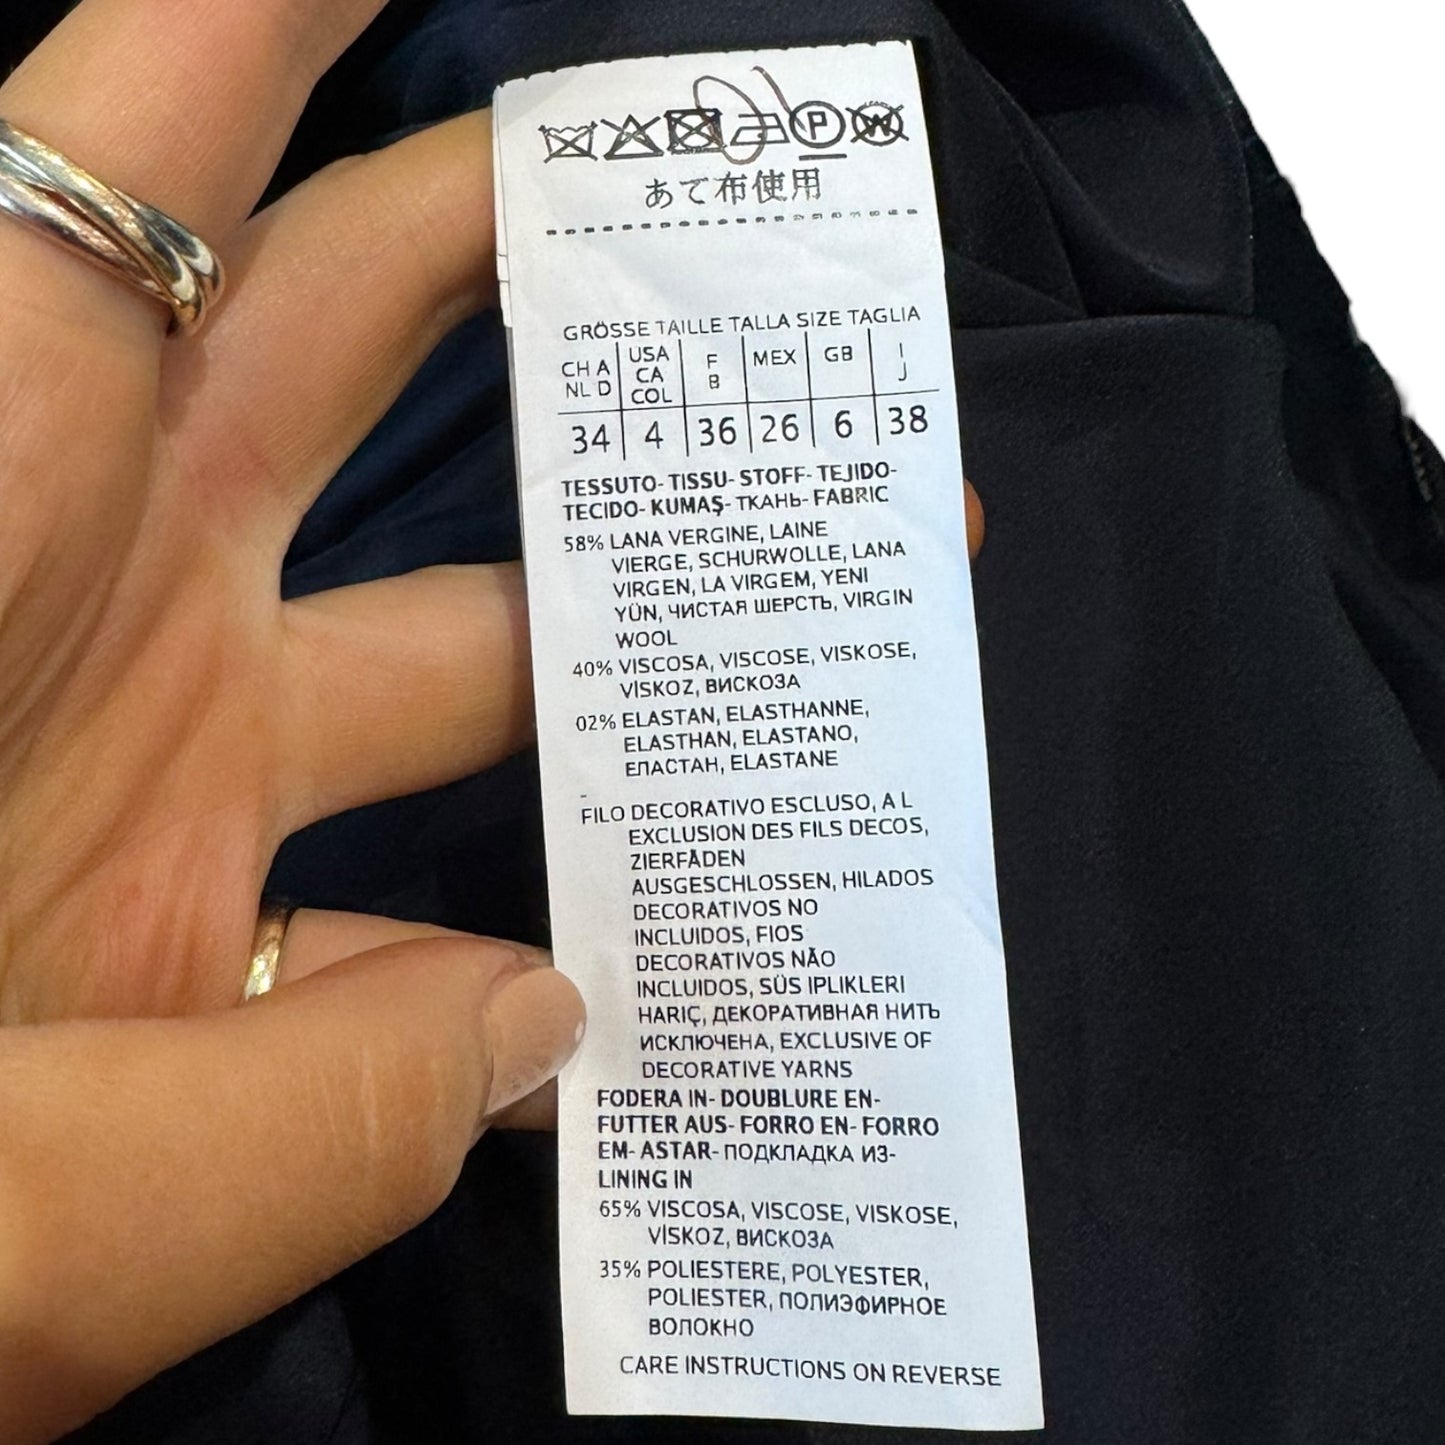 P W
あて布使用
GRÖSSE TAILLE TALLA SIZE TAGLIA
CH A NL D USA CA COL F B MEX GB I J
34 4 36 26 6 38
TESSUTO- TISSU- STOFF- TEJIDO-
TECIDO- KUMAŞ- ТКАНЬ- FABRIC
58% LANA VERGINE, LAINE
VIERGE, SCHURWOLLE, LANA
VIRGEN, LA VIRGEM, YENI
YÜN, ЧИСТАЯ ШЕРСТЬ, VIRGIN
WOOL
40% VISCOSA, VISCOSE, VISKOSE,
VİSKOZ, ВИСКОЗА
02% ELASTAN, ELASTHANNE,
ELASTHAN, ELASTANO,
ЕЛАСТАН, ELASTANE
-
FILO DECORATIVO ESCLUSO, A L
EXCLUSION DES FILS DECOS,
ZIERFÄDEN
AUSGESCHLOSSEN, HILADOS
DECORATIVOS NO
INCLUIDOS, FIOS
DECORATIVOS NÃO
INCLUIDOS, SÜS IPLIKLERI
HARIÇ, ДЕКОРАТИВНАЯ НИТЬ
ИСКЛЮЧЕНА, EXCLUSIVE OF
DECORATIVE YARNS
FODERA IN- DOUBLURE EN-
FUTTER AUS- FORRO EN- FORRO
EM- ASTAR- ПОДКЛАДКА ИЗ-
LINING IN
65% VISCOSA, VISCOSE, VISKOSE,
VİSKOZ, ВИСКОЗА
35% POLIESTERE, POLYESTER,
POLIESTER, ПОЛИЭФИРНОЕ
ВОЛОКНО
CARE INSTRUCTIONS ON REVERSE